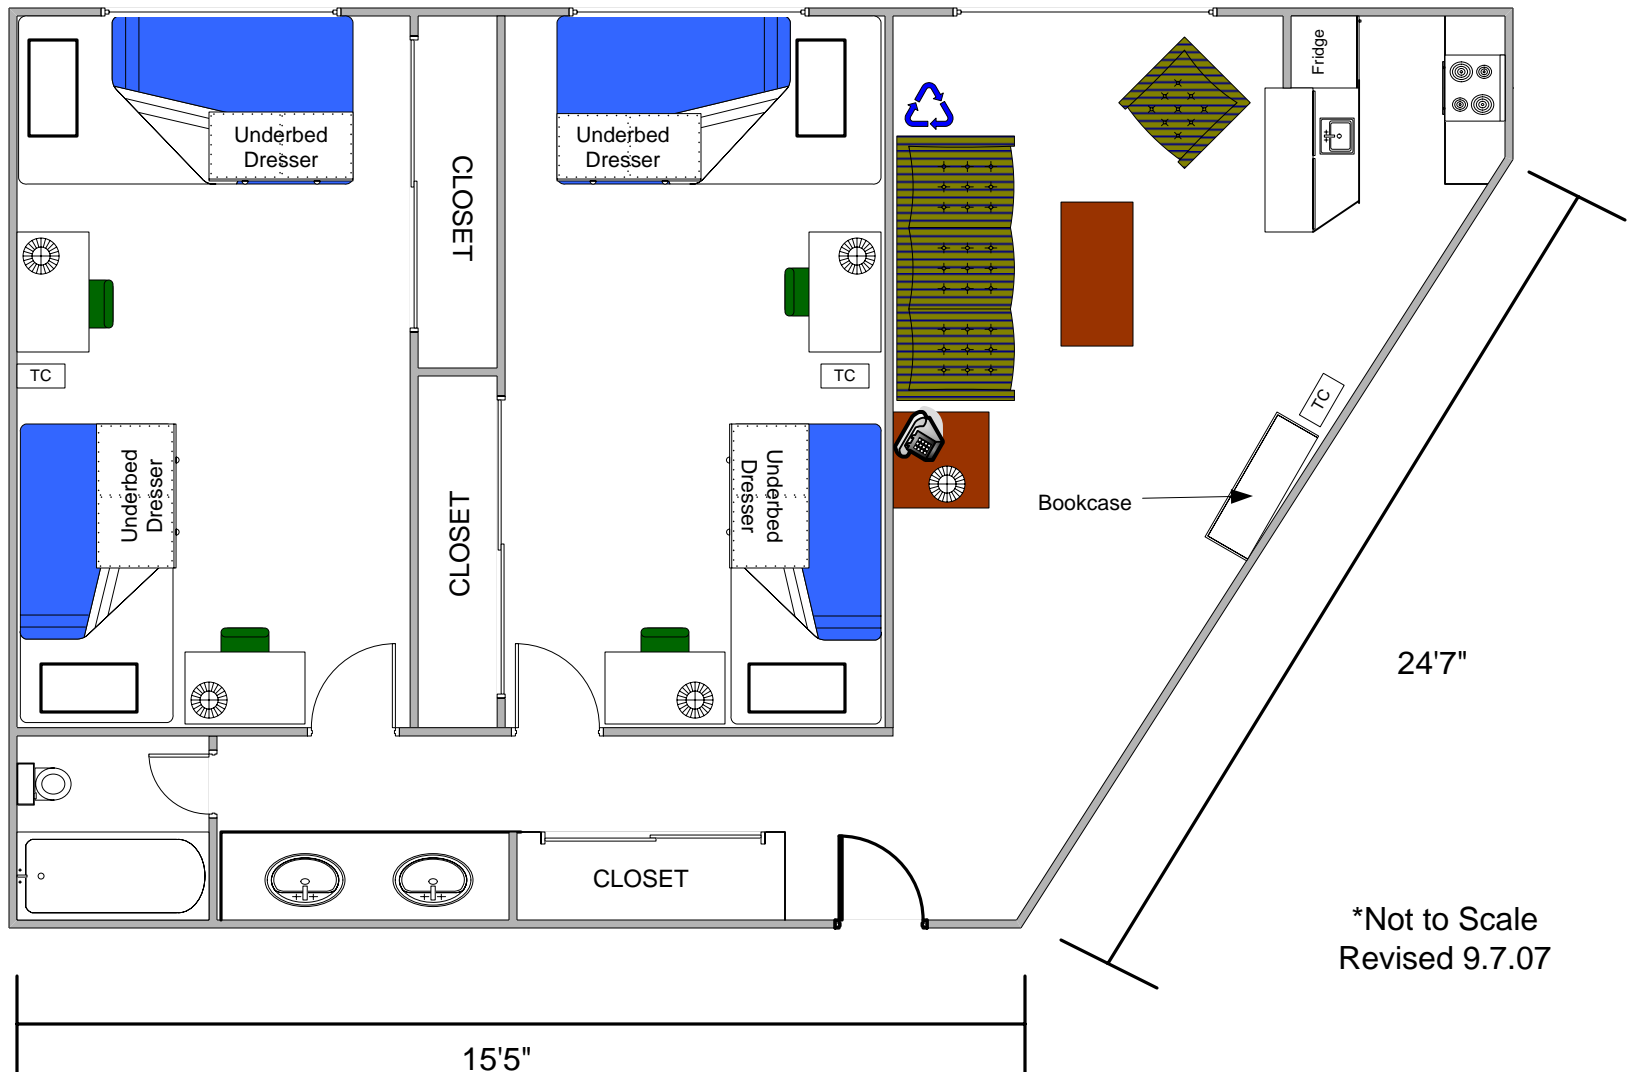 Fridge
Underbed
Dresser
Underbed
Dresser
CLOSET
TC
TC
TC
Underbed
Dresser
CLOSET
Underbed
Dresser
Bookcase
24'7"
CLOSET
*Not to Scale
Revised 9.7.07
15'5"